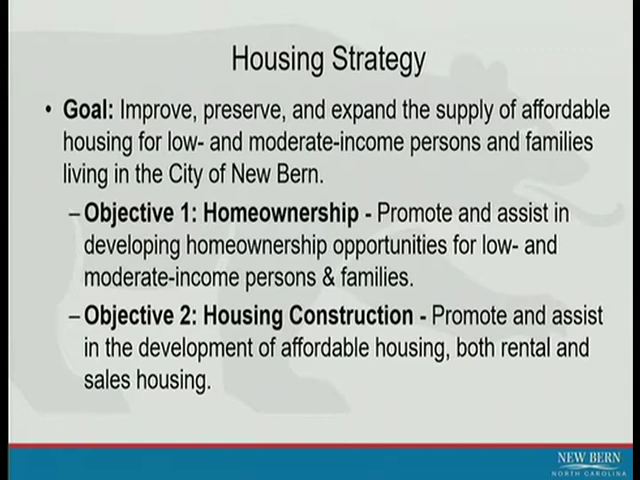 Housing Strategy
• Goal: Improve, preserve, and expand the supply of affordable
housing for low- and moderate-income persons and families
living in the City of New Bern.
– Objective 1: Homeownership - Promote and assist in
developing homeownership opportunities for low- and
moderate-income persons & families.
– Objective 2: Housing Construction - Promote and assist
in the development of affordable housing, both rental and
sales housing.
NEW BERN
NORTH CAROLINA